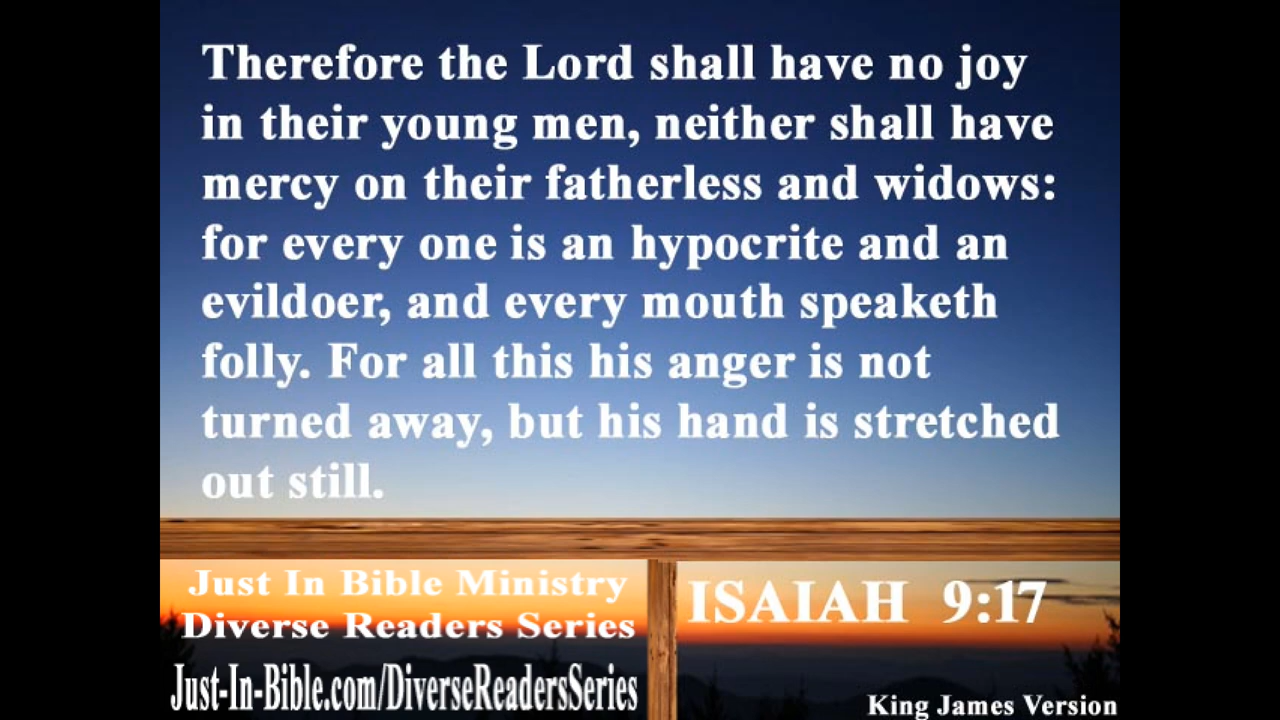 Therefore the Lord shall have no joy
in their young men, neither shall have
mercy on their fatherless and widows:
for every one is an hypocrite and an
evildoer, and every mouth speaketh
folly. For all this his anger is not
turned away, but his hand is stretched
out still.
Just In Bible Ministry
Diverse Readers Series
Just-In-Bible.com/DiverseReadersSeries
ISAIAH 9:17
King James Version